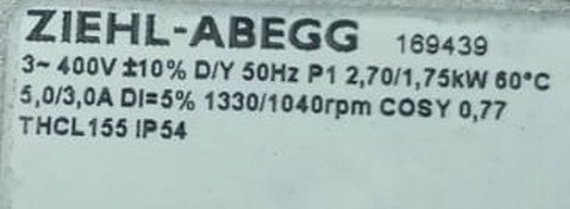 ZIEHL-ABEGG 169439
3~ 400V ±10% D/Y 50Hz P1 2,70/1,75kW 60°C
5,0/3,0A DI=5% 1330/1040rpm COSY 0,77
THCL155 IP54